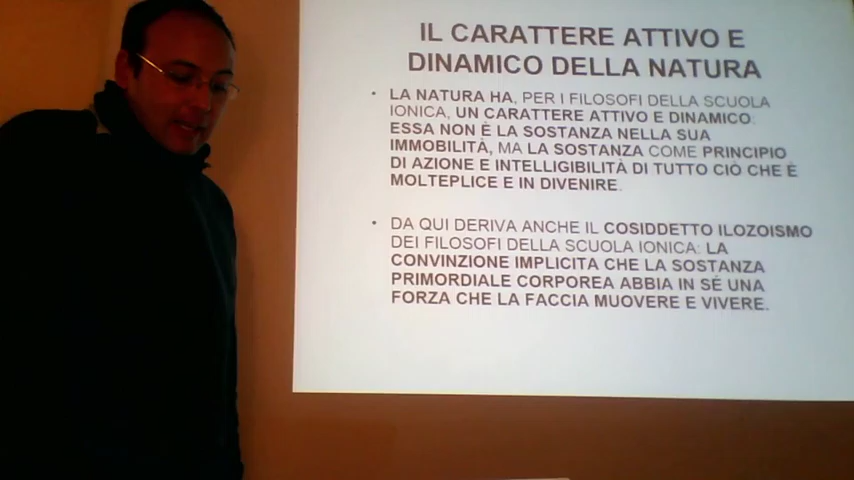 IL CARATTERE ATTIVO E
DINAMICO DELLA NATURA
• LA NATURA HA, PER I FILOSOFI DELLA SCUOLA
IONICA, UN CARATTERE ATTIVO E DINAMICO:
ESSA NON È LA SOSTANZA NELLA SUA
IMMOBILITÀ, MA LA SOSTANZA COME PRINCIPIO
DI AZIONE E INTELLIGIBILITÀ DI TUTTO CIÒ CHE È
MOLTEPLICE E IN DIVENIRE.
• DA QUI DERIVA ANCHE IL COSIDDETTO ILOZOISMO
DEI FILOSOFI DELLA SCUOLA IONICA: LA
CONVINZIONE IMPLICITA CHE LA SOSTANZA
PRIMORDIALE CORPOREA ABBIA IN SÉ UNA
FORZA CHE LA FACCIA MUOVERE E VIVERE.